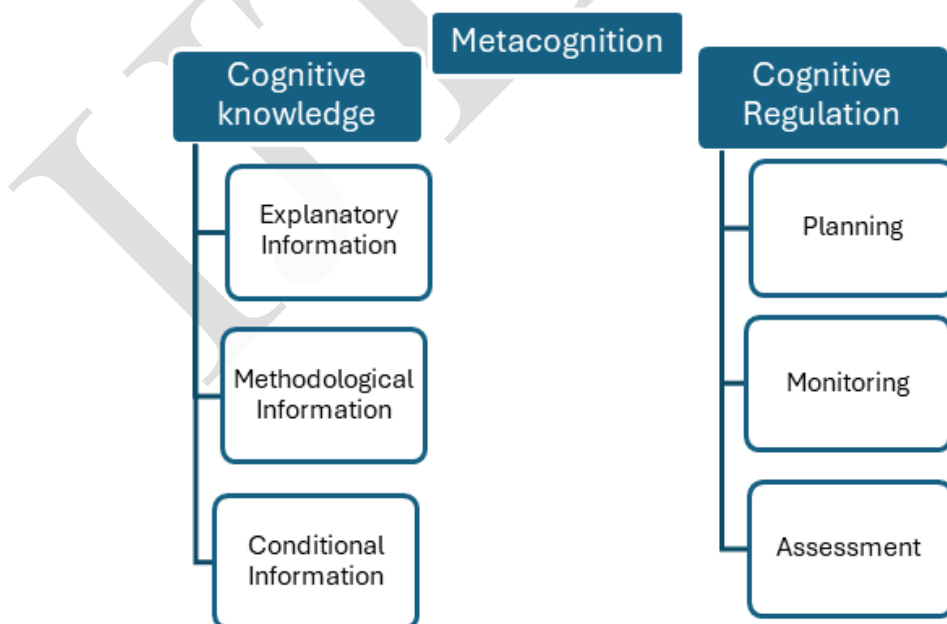 Metacognition
Cognitive
knowledge
Explanatory
Information
Methodological
Information
Conditional
Information
Cognitive
Regulation
Planning
Monitoring
Assessment